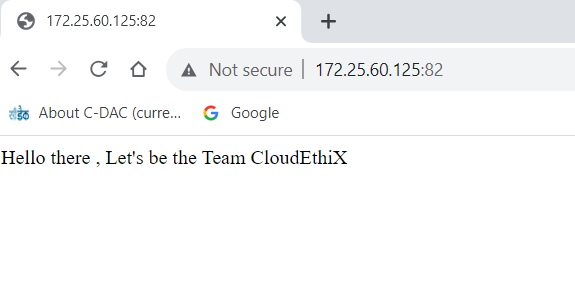 172.25.60.125:82
Not secure | 172.25.60.125:82
About C-DAC (curre... Google
Hello there , Let's be the Team CloudEthiX